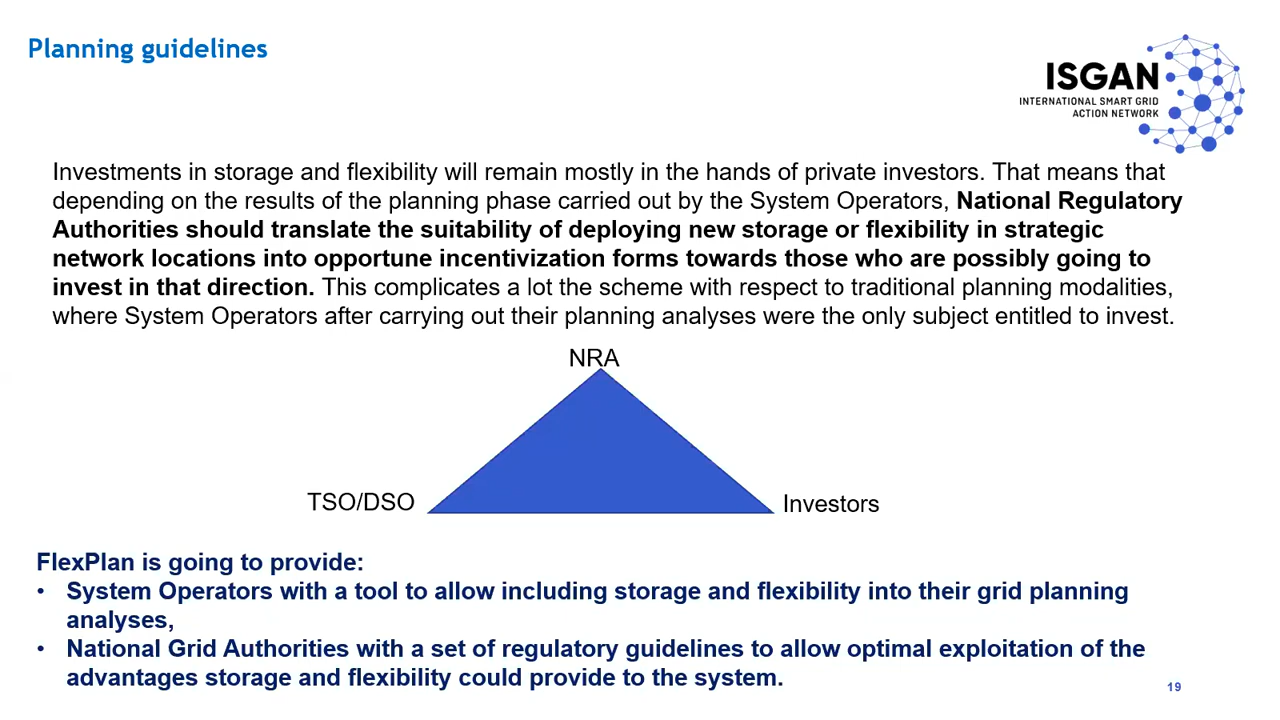 Planning guidelines
ISGAN
INTERNATIONAL SMART GRID
ACTION NETWORK
Investments in storage and flexibility will remain mostly in the hands of private investors. That means that
depending on the results of the planning phase carried out by the System Operators, National Regulatory
Authorities should translate the suitability of deploying new storage or flexibility in strategic
network locations into opportune incentivization forms towards those who are possibly going to
invest in that direction. This complicates a lot the scheme with respect to traditional planning modalities,
where System Operators after carrying out their planning analyses were the only subject entitled to invest.
NRA
TSO/DSO
Investors
FlexPlan is going to provide:
• System Operators with a tool to allow including storage and flexibility into their grid planning
analyses,
• National Grid Authorities with a set of regulatory guidelines to allow optimal exploitation of the
advantages storage and flexibility could provide to the system.
19